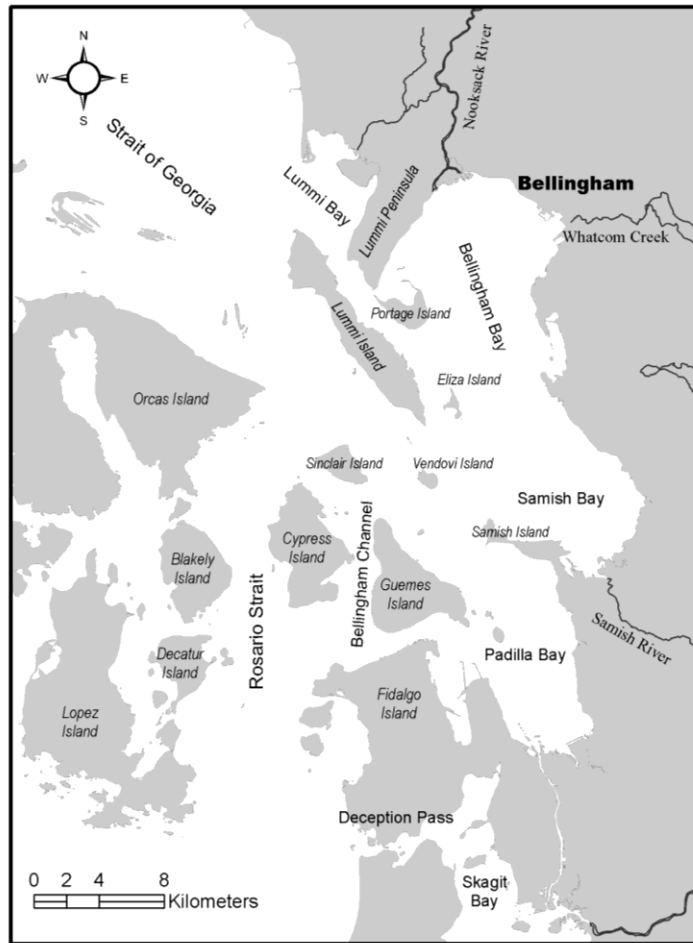 N
W E
S
Strait of Georgia
Lummi Bay
Lummi Peninsula
Nooksack River
Bellingham
Whatcom Creek
Bellingham Bay
Portage Island
Lummi Island
Eliza Island
Orcas Island
Sinclair Island
Vendovi Island
Samish Bay
Samish Island
Cypress
Island
Bellingham Channel
Blakely
Island
Guemes
Island
Samish River
Rosario Strait
Padilla Bay
Decatur
Island
Fidalgo
Island
Lopez
Island
Deception Pass
Skagit
Bay
0 2 4 8
Kilometers